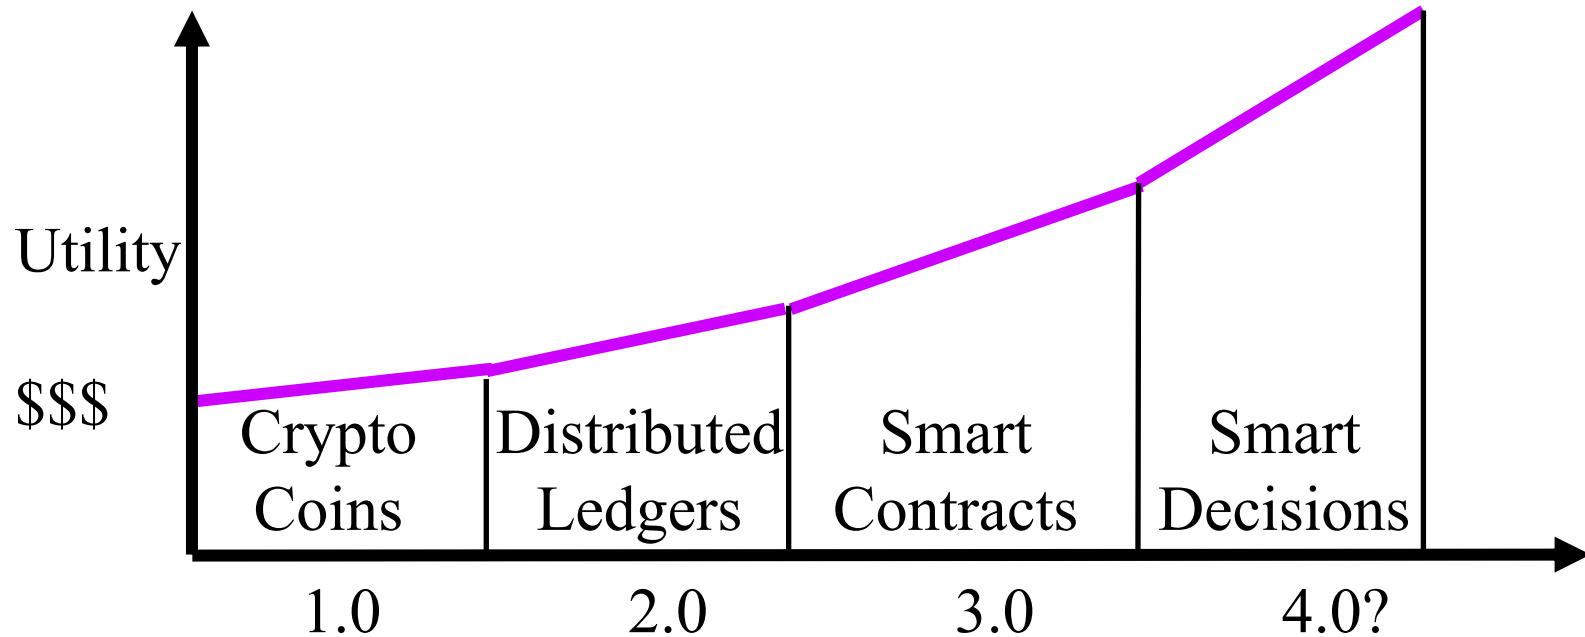 Utility
$$$
Crypto
Coins
Distributed
Ledgers
Smart
Contracts
Smart
Decisions
1.0
2.0
3.0
4.0?